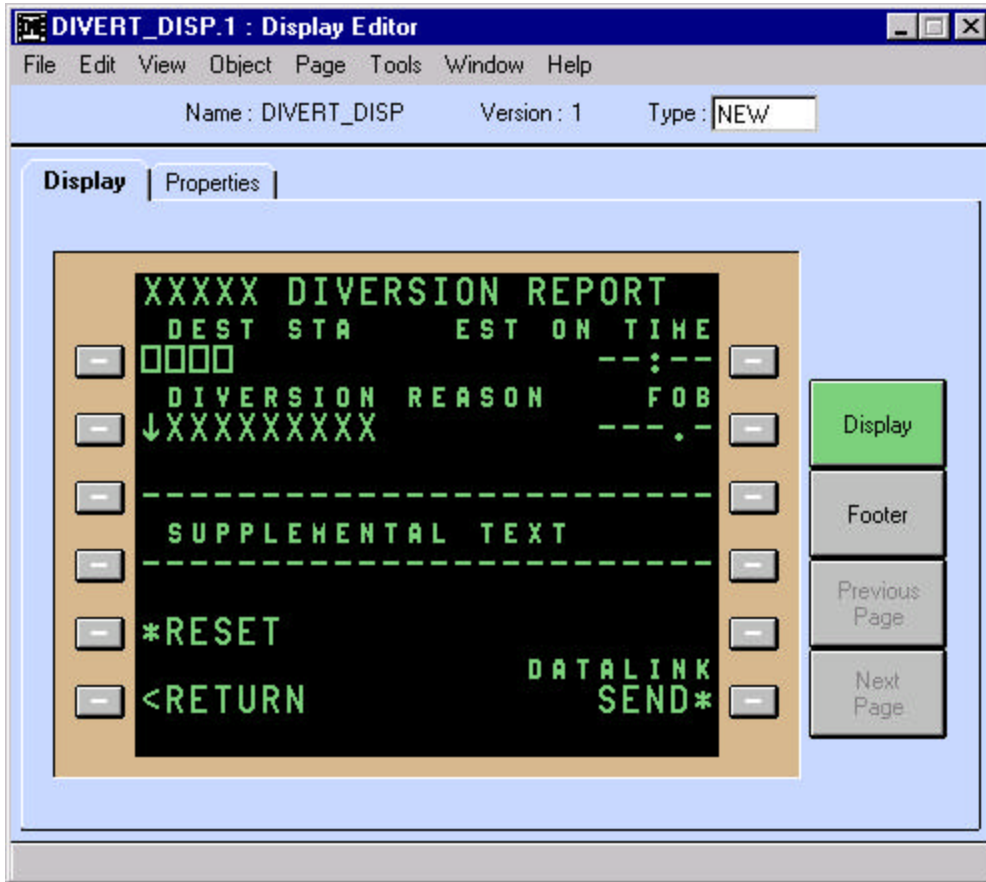 DIVERT_DISP.1 : Display Editor
File Edit View Object Page Tools Window Help
Name : DIVERT_DISP Version : 1 Type : NEW
Display Properties
XXXXX DIVERSION REPORT
DEST STA EST ON TIME
▯▯▯▯ --:--
DIVERSION REASON FOB
↓XXXXXXXXX ---.-
------------------------
SUPPLEMENTAL TEXT
------------------------
*RESET
DATALINK
<RETURN SEND*
Display
Footer
Previous
Page
Next
Page